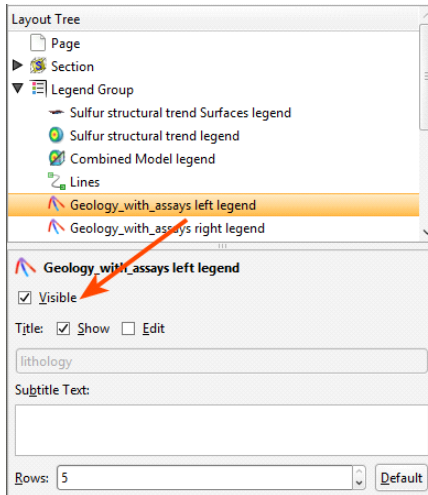 Layout Tree
Page
Section
Legend Group
Sulfur structural trend Surfaces legend
Sulfur structural trend legend
Combined Model legend
Lines
Geology_with_assays left legend
Geology_with_assays right legend
Geology_with_assays left legend
Visible
Title: Show Edit
lithology
Subtitle Text:
Rows: 5 Default